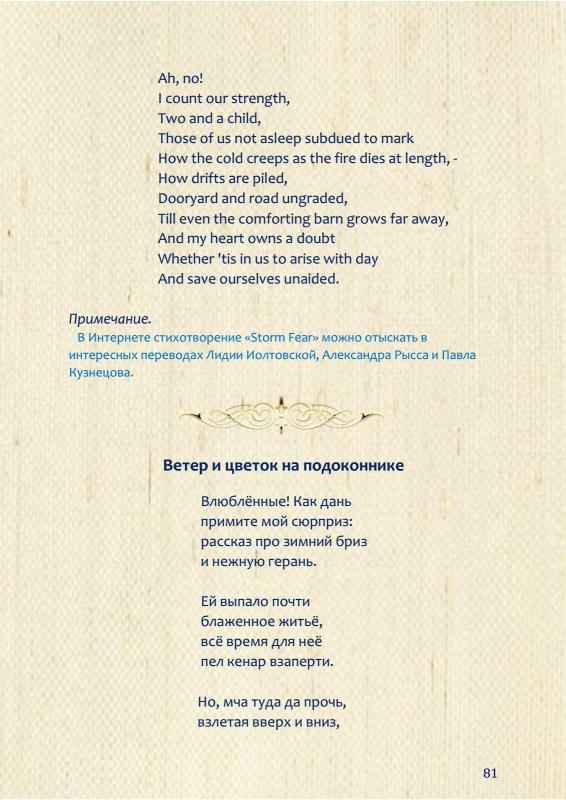 Ah, no!
I count our strength,
Two and a child,
Those of us not asleep subdued to mark
How the cold creeps as the fire dies at length, -
How drifts are piled,
Dooryard and road ungraded,
Till even the comforting barn grows far away,
And my heart owns a doubt
Whether 'tis in us to arise with day
And save ourselves unaided.
Примечание.
В Интернете стихотворение «Storm Fear» можно отыскать в
интересных переводах Лидии Иолтовской, Александра Рысса и Павла
Кузнецова.
Ветер и цветок на подоконнике
Влюблённые! Как дань
примите мой сюрприз:
рассказ про зимний бриз
и нежную герань.
Ей выпало почти
блаженное житьё,
всё время для неё
пел кенар взаперти.
Но, мча туда да прочь,
взлетая вверх и вниз,
81